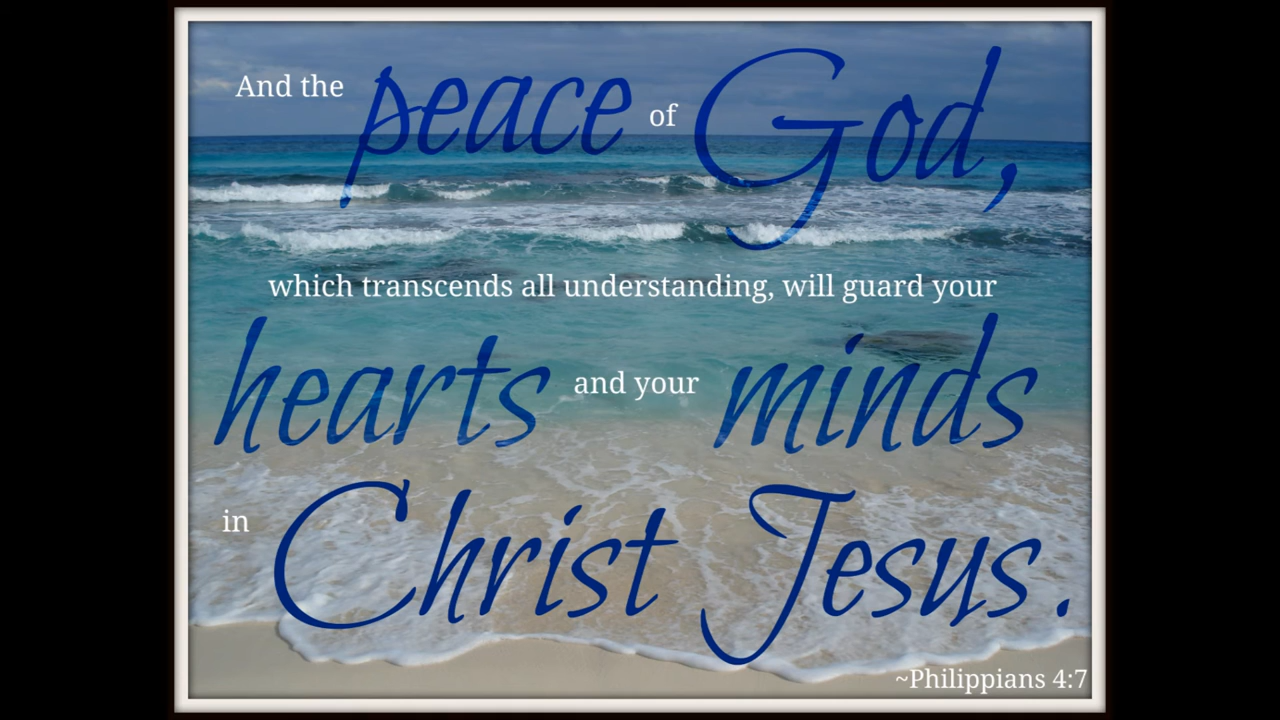 And the peace of God,
which transcends all understanding, will guard your
hearts and your minds
in Christ Jesus.
~Philippians 4:7